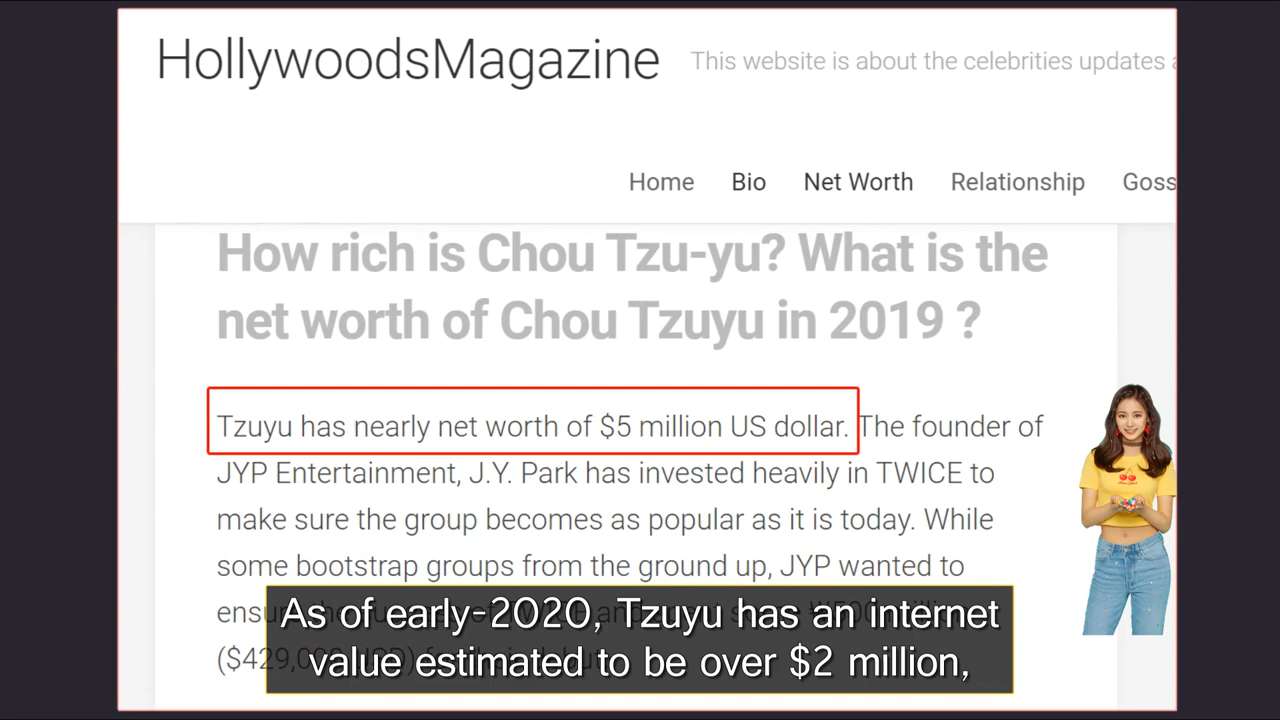 HollywoodsMagazine
This website is about the celebrities updates
Home Bio Net Worth Relationship Goss
How rich is Chou Tzu-yu? What is the
net worth of Chou Tzuyu in 2019 ?
Tzuyu has nearly net worth of $5 million US dollar. The founder of
JYP Entertainment, J.Y. Park has invested heavily in TWICE to
make sure the group becomes as popular as it is today. While
some bootstrap groups from the ground up, JYP wanted to
As of early-2020, Tzuyu has an internet
value estimated to be over $2 million,